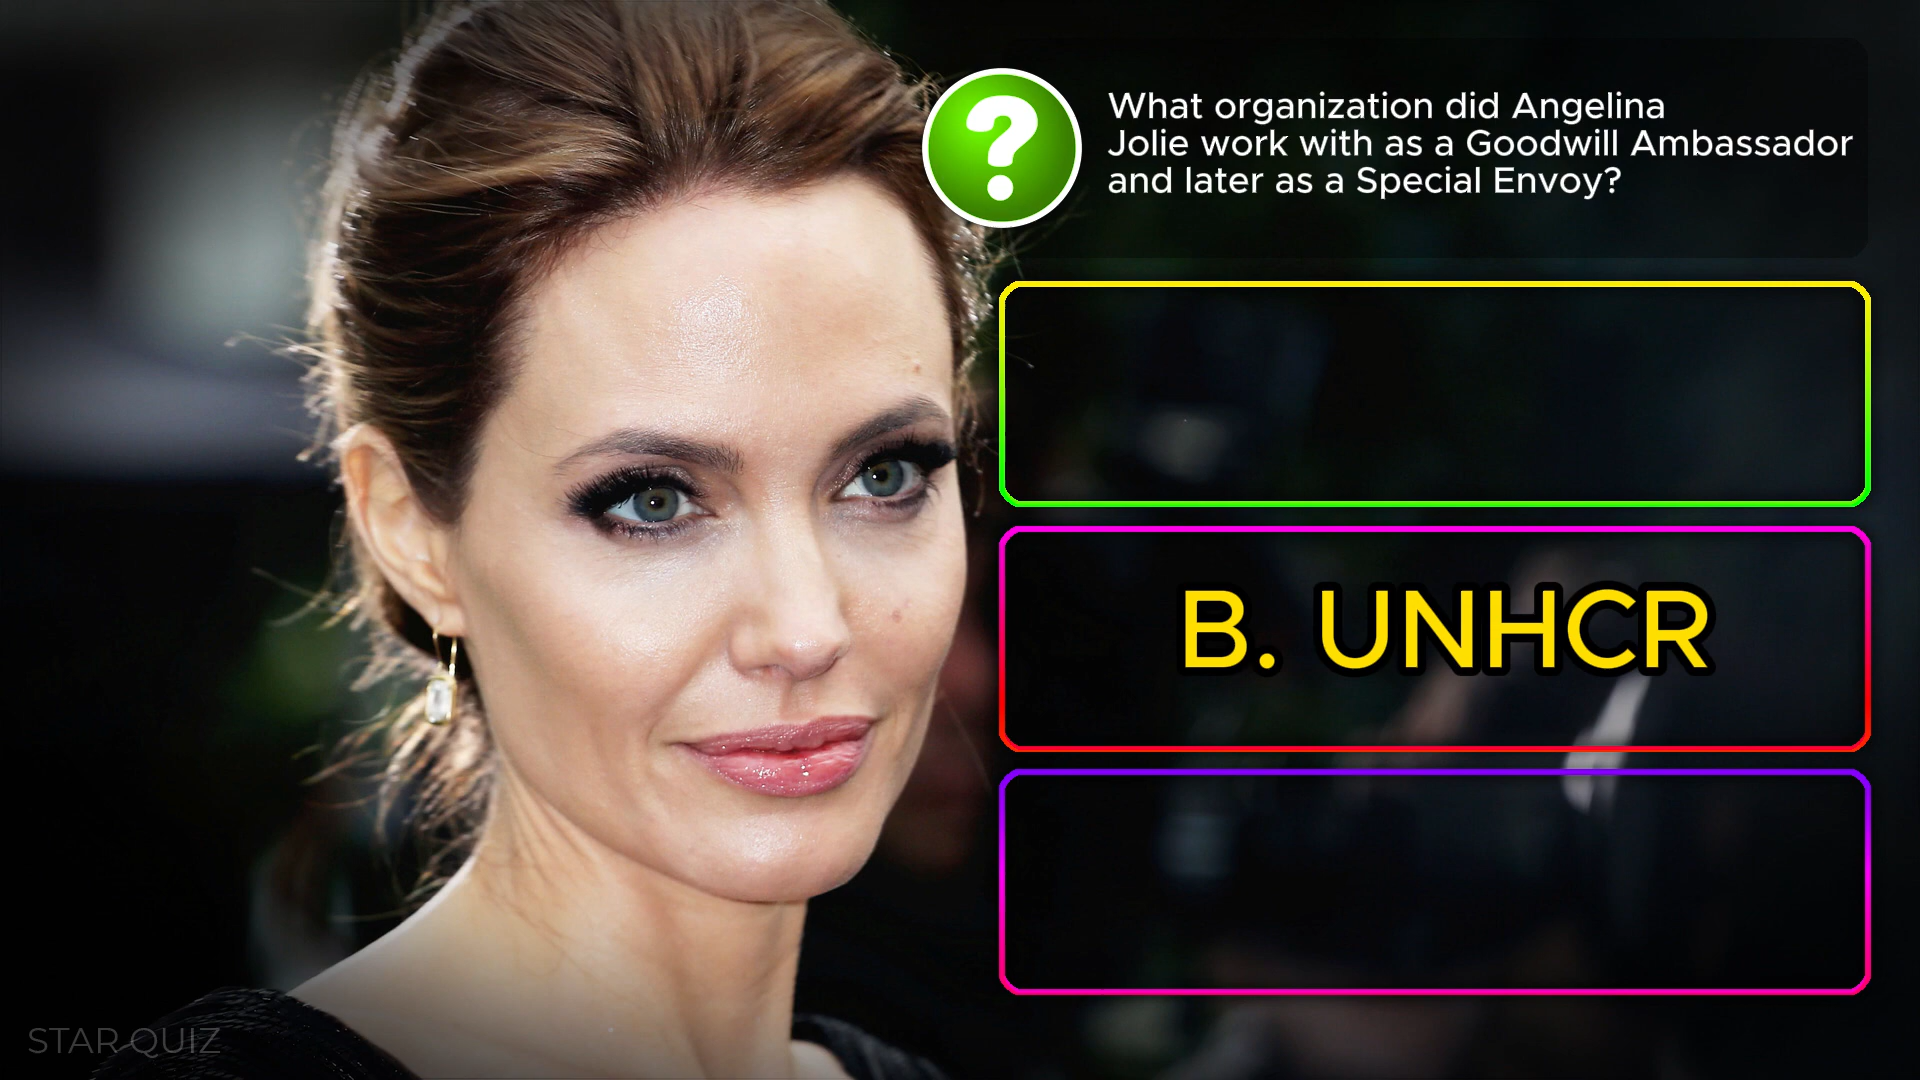 What organization did Angelina
Jolie work with as a Goodwill Ambassador
and later as a Special Envoy?
B. UNHCR
STAR QUIZ